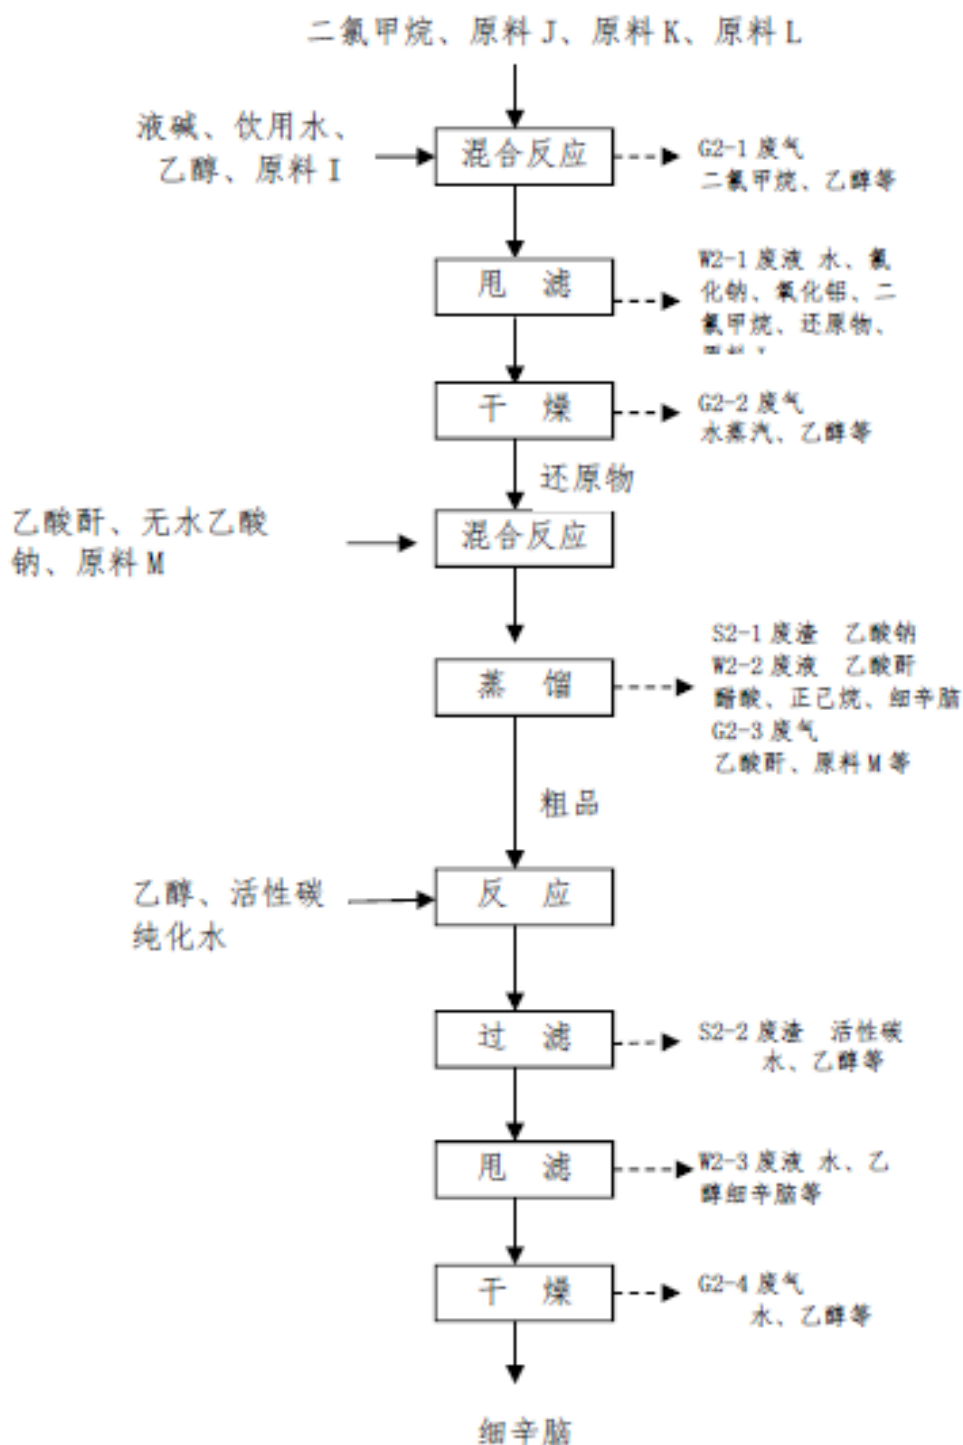 二氯甲烷、原料 J、原料 K、原料 L
液碱、饮用水、
乙醇、原料 I
混合反应
G2-1 废气
二氯甲烷、乙醇等
甩 滤
W2-1 废液 水、氯
化钠、氧化铝、二
氯甲烷、还原物、
干 燥
G2-2 废气
水蒸汽、乙醇等
还原物
乙酸酐、无水乙酸
钠、原料 M
混合反应
蒸 馏
S2-1 废渣 乙酸钠
W2-2 废液 乙酸酐
醋酸、正己烷、细辛脑
G2-3 废气
乙酸酐、原料 M 等
粗品
乙醇、活性碳
纯化水
反 应
过 滤
S2-2 废渣 活性碳
水、乙醇等
甩 滤
W2-3 废液 水、乙
醇细辛脑等
干 燥
G2-4 废气
水、乙醇等
细辛脑